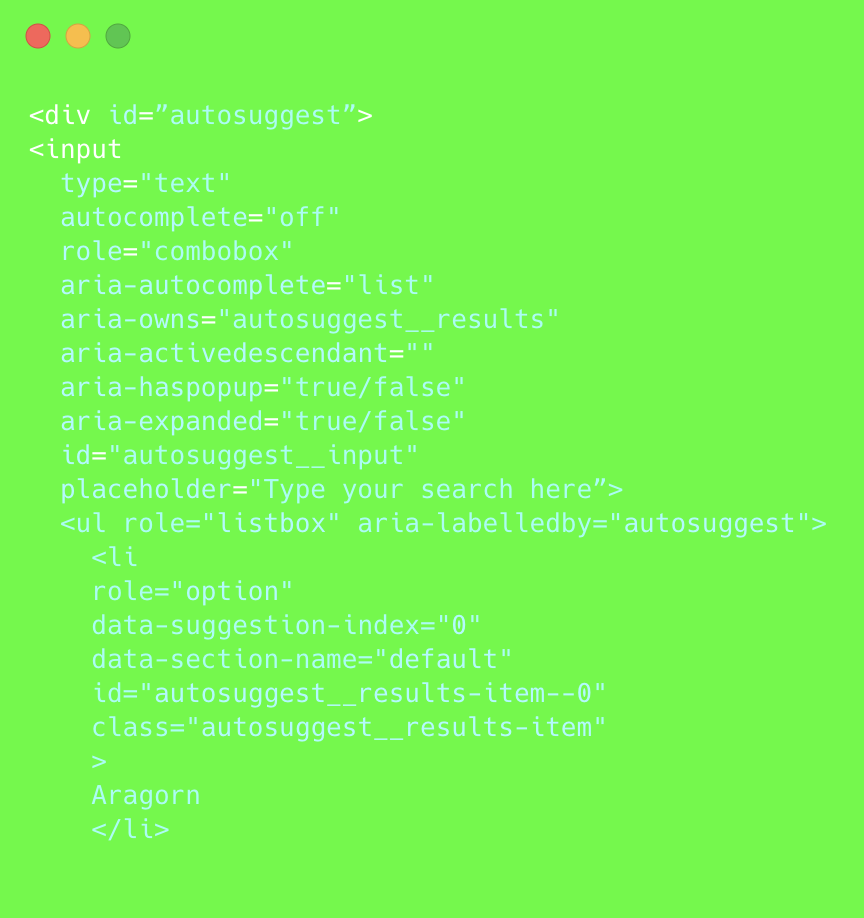 <div id=”autosuggest”>
<input
type="text"
autocomplete="off"
role="combobox"
aria-autocomplete="list"
aria-owns="autosuggest__results"
aria-activedescendant=""
aria-haspopup="true/false"
aria-expanded="true/false"
id="autosuggest__input"
placeholder="Type your search here”>
<ul role="listbox" aria-labelledby="autosuggest">
<li
role="option"
data-suggestion-index="0"
data-section-name="default"
id="autosuggest__results-item--0"
class="autosuggest__results-item"
>
Aragorn
</li>